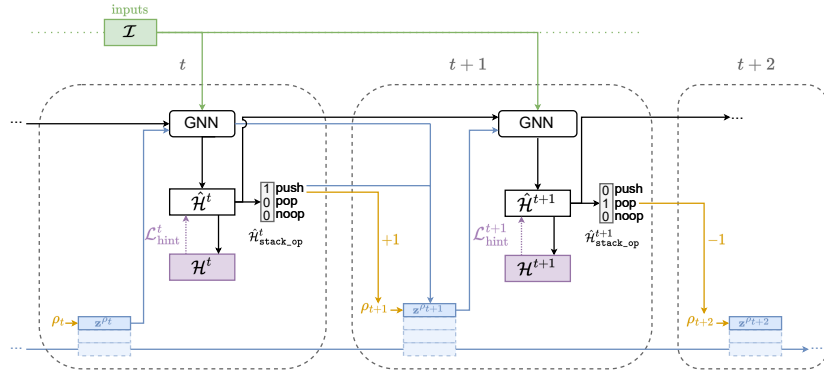 inputs
𝓘
t
t + 1
t + 2
...
GNN
GNN
...
Ĥ^t
1 push
0 pop
0 noop
Ĥ^{t+1}
0 push
1 pop
0 noop
𝓛^t_hint
Ĥ^t_stack_op
+1
𝓛^{t+1}_hint
Ĥ^{t+1}_stack_op
−1
H^t
H^{t+1}
ρ_t
z^{ρ_t}
ρ_{t+1}
z^{ρ_{t+1}}
ρ_{t+2}
z^{ρ_{t+2}}
...
...